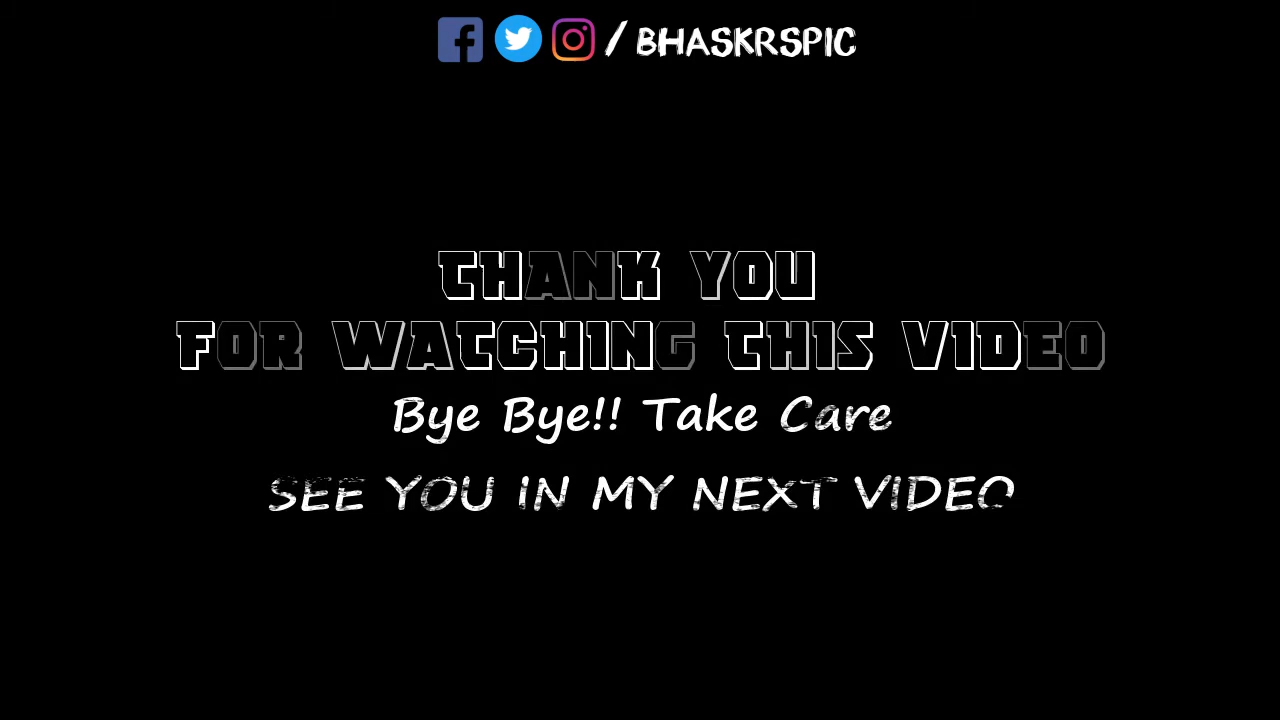 / BHASKRSPIC
THANK YOU
FOR WATCHING THIS VIDEO
Bye Bye!! Take Care
SEE YOU IN MY NEXT VIDEO